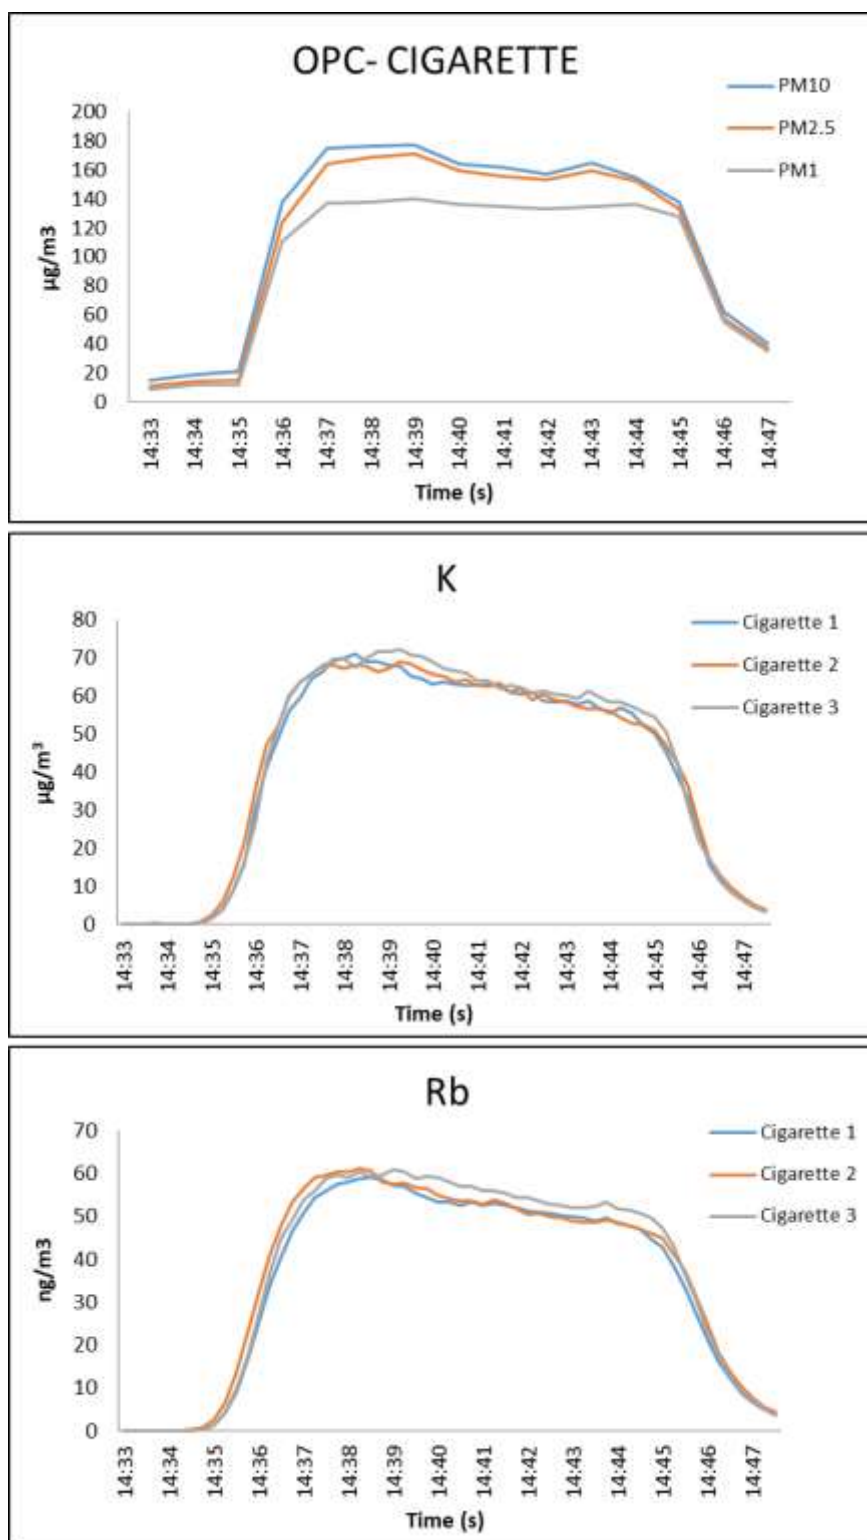 OPC- CIGARETTE
PM10
PM2.5
PM1
200
180
160
140
120
100
80
60
40
20
0
µg/m3
14:33 14:34 14:35 14:36 14:37 14:38 14:39 14:40 14:41 14:42 14:43 14:44 14:45 14:46 14:47
Time (s)
K
Cigarette 1
Cigarette 2
Cigarette 3
80
70
60
50
40
30
20
10
0
µg/m³
14:33 14:34 14:35 14:36 14:37 14:38 14:39 14:40 14:41 14:42 14:43 14:44 14:45 14:46 14:47
Time (s)
Rb
Cigarette 1
Cigarette 2
Cigarette 3
70
60
50
40
30
20
10
0
ng/m3
14:33 14:34 14:35 14:36 14:37 14:38 14:39 14:40 14:41 14:42 14:43 14:44 14:45 14:46 14:47
Time (s)